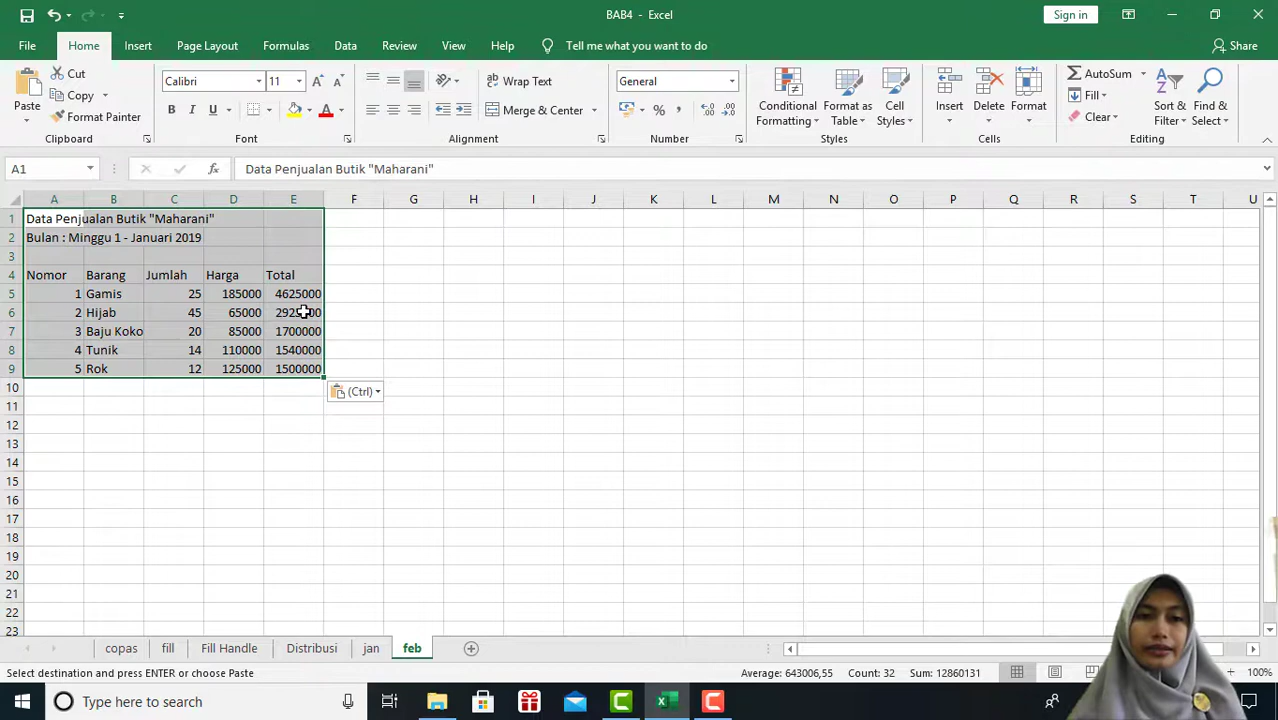 BAB4 - Excel
Sign in
File Home Insert Page Layout Formulas Data Review View Help Tell me what you want to do Share
Paste Cut Copy Format Painter Clipboard
Calibri 11 A A B I U A Font
Wrap Text Merge & Center Alignment
General % , Number
Conditional Formatting Format as Table Cell Styles Styles
Insert Delete Format Cells
AutoSum Fill Clear Sort & Filter Find & Select Editing
A1 fx Data Penjualan Butik "Maharani"
A B C D E F G H I J K L M N O P Q R S T U
1 Data Penjualan Butik "Maharani"
2 Bulan : Minggu 1 - Januari 2019
3
4 Nomor Barang Jumlah Harga Total
5 1 Gamis 25 185000 4625000
6 2 Hijab 45 65000
7 3 Baju Koko 20 85000 1700000
8 4 Tunik 14 110000 1540000
9 5 Rok 12 125000 1500000
10 (Ctrl)
11
12
13
14
15
16
17
18
19
20
21
22
23
copas fill Fill Handle Distribusi jan feb
Select destination and press ENTER or choose Paste Average: 643006,55 Count: 32 Sum: 12860131 100%
Type here to search